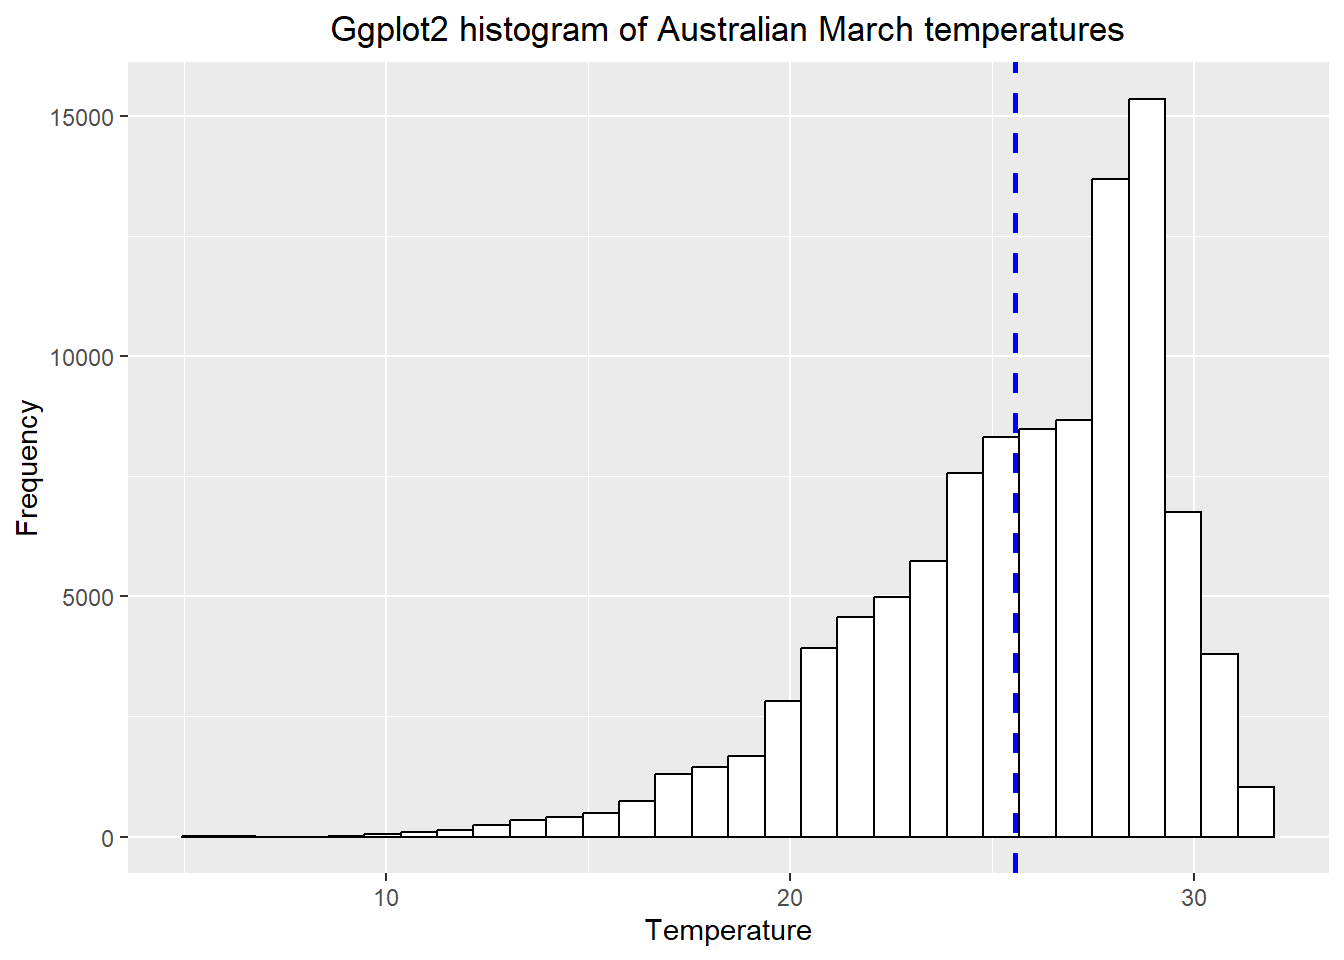 Ggplot2 histogram of Australian March temperatures
15000
10000
5000
0
Frequency
10 20 30
Temperature